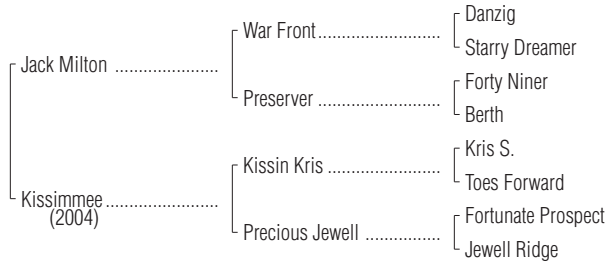 Danzig
War Front
Starry Dreamer
Jack Milton
Forty Niner
Preserver
Berth
Kris S.
Kissin Kris
Toes Forward
Kissimmee
(2004)
Fortunate Prospect
Precious Jewell
Jewell Ridge